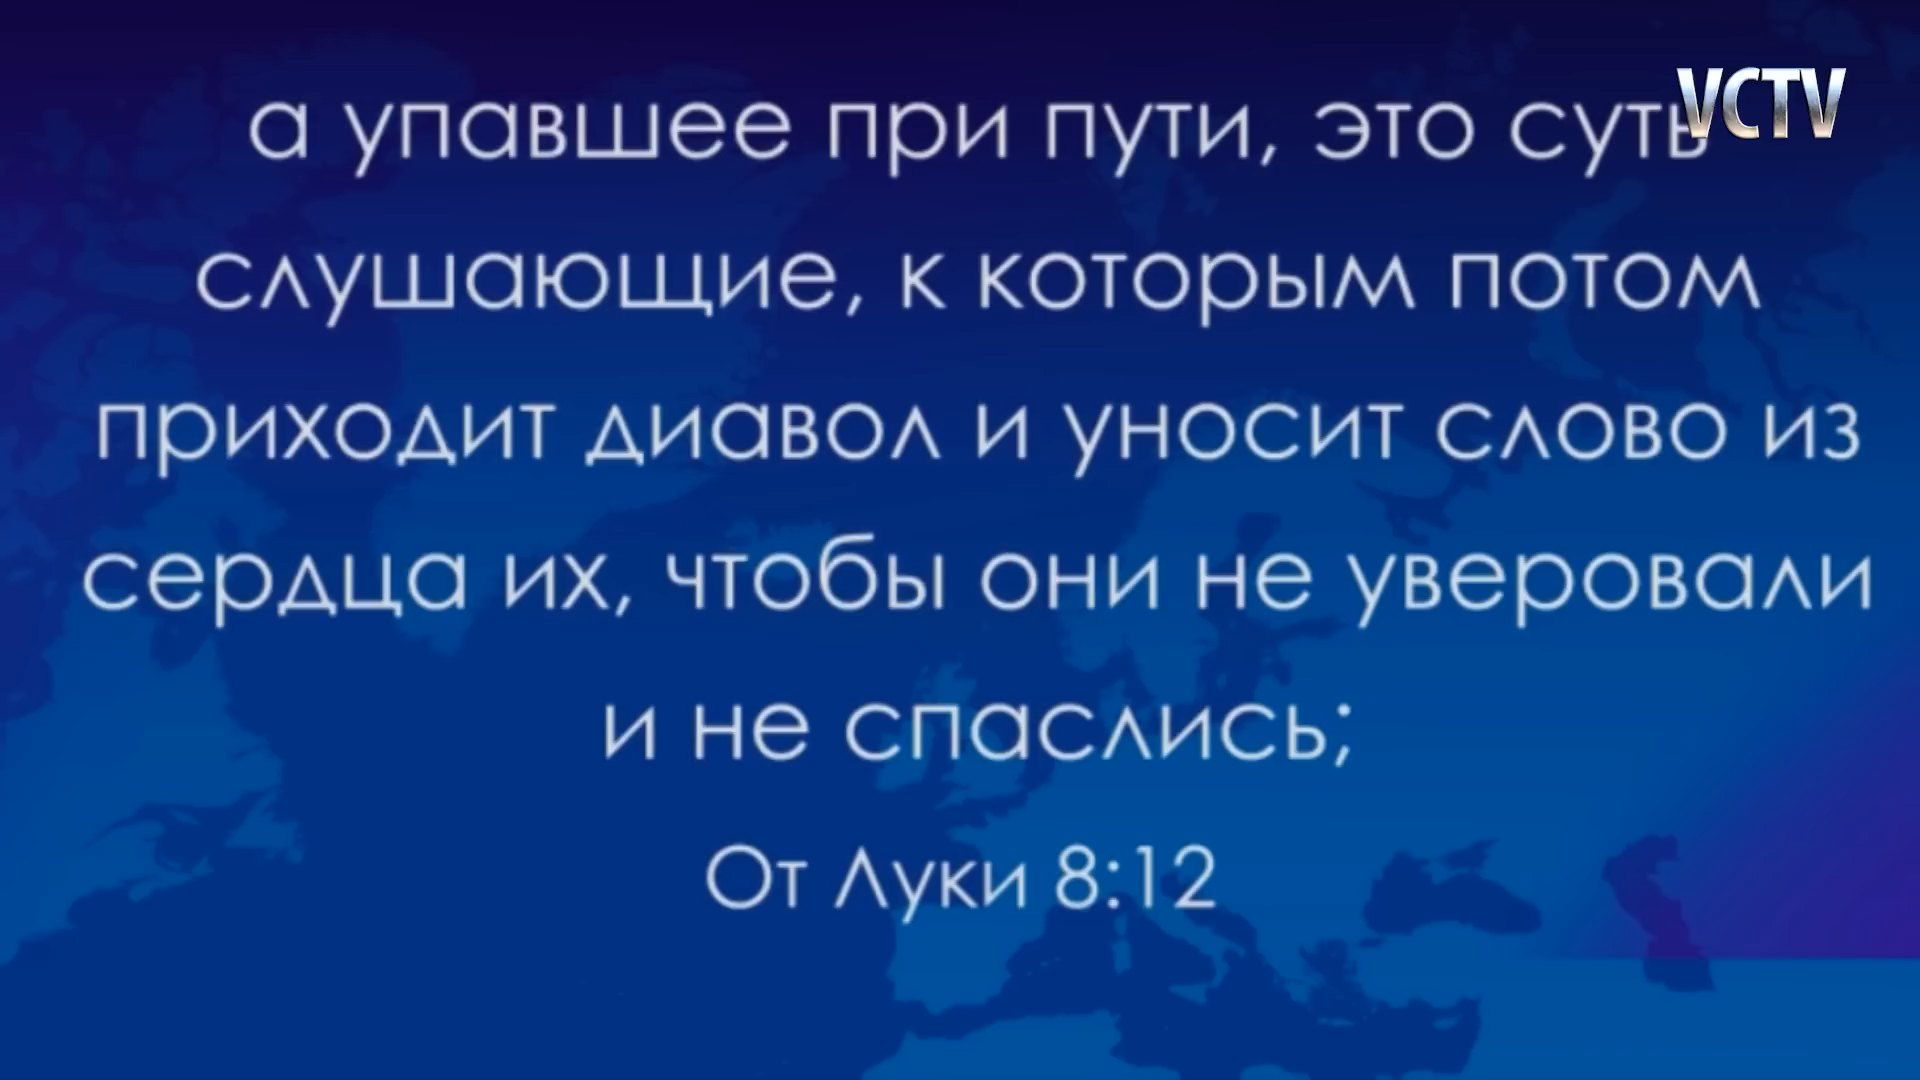 VCTV
а упавшее при пути, это суть
слушающие, к которым потом
приходит диавол и уносит слово из
сердца их, чтобы они не уверовали
и не спаслись;
От Луки 8:12